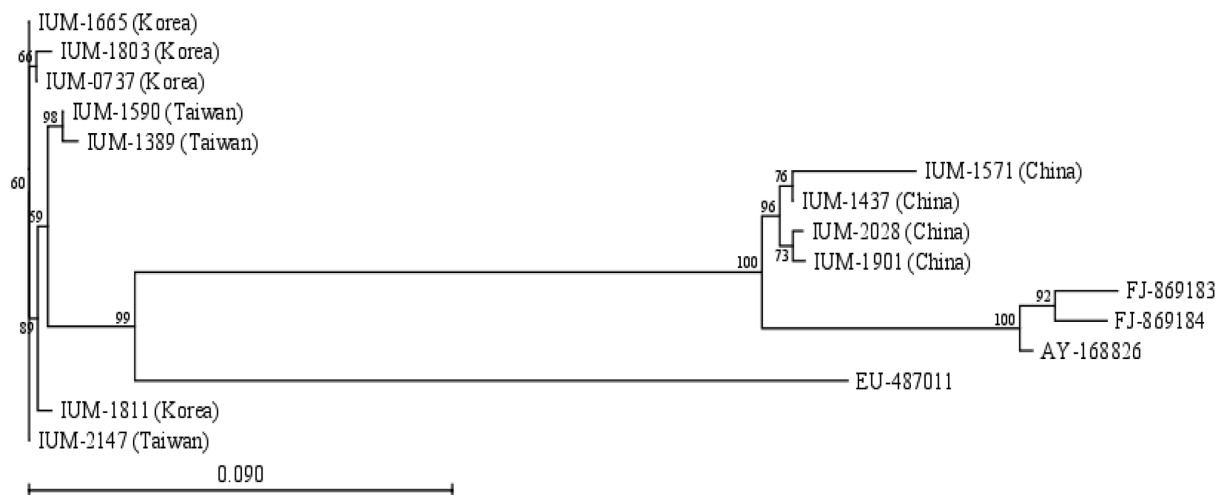 IUM-1665 (Korea)
66
IUM-1803 (Korea)
IUM-0737 (Korea)
98
IUM-1590 (Taiwan)
IUM-1389 (Taiwan)
60
59
76
IUM-1571 (China)
IUM-1437 (China)
96
IUM-2028 (China)
73
IUM-1901 (China)
100
92
FJ-869183
FJ-869184
100
AY-168826
99
89
EU-487011
IUM-1811 (Korea)
IUM-2147 (Taiwan)
0.090